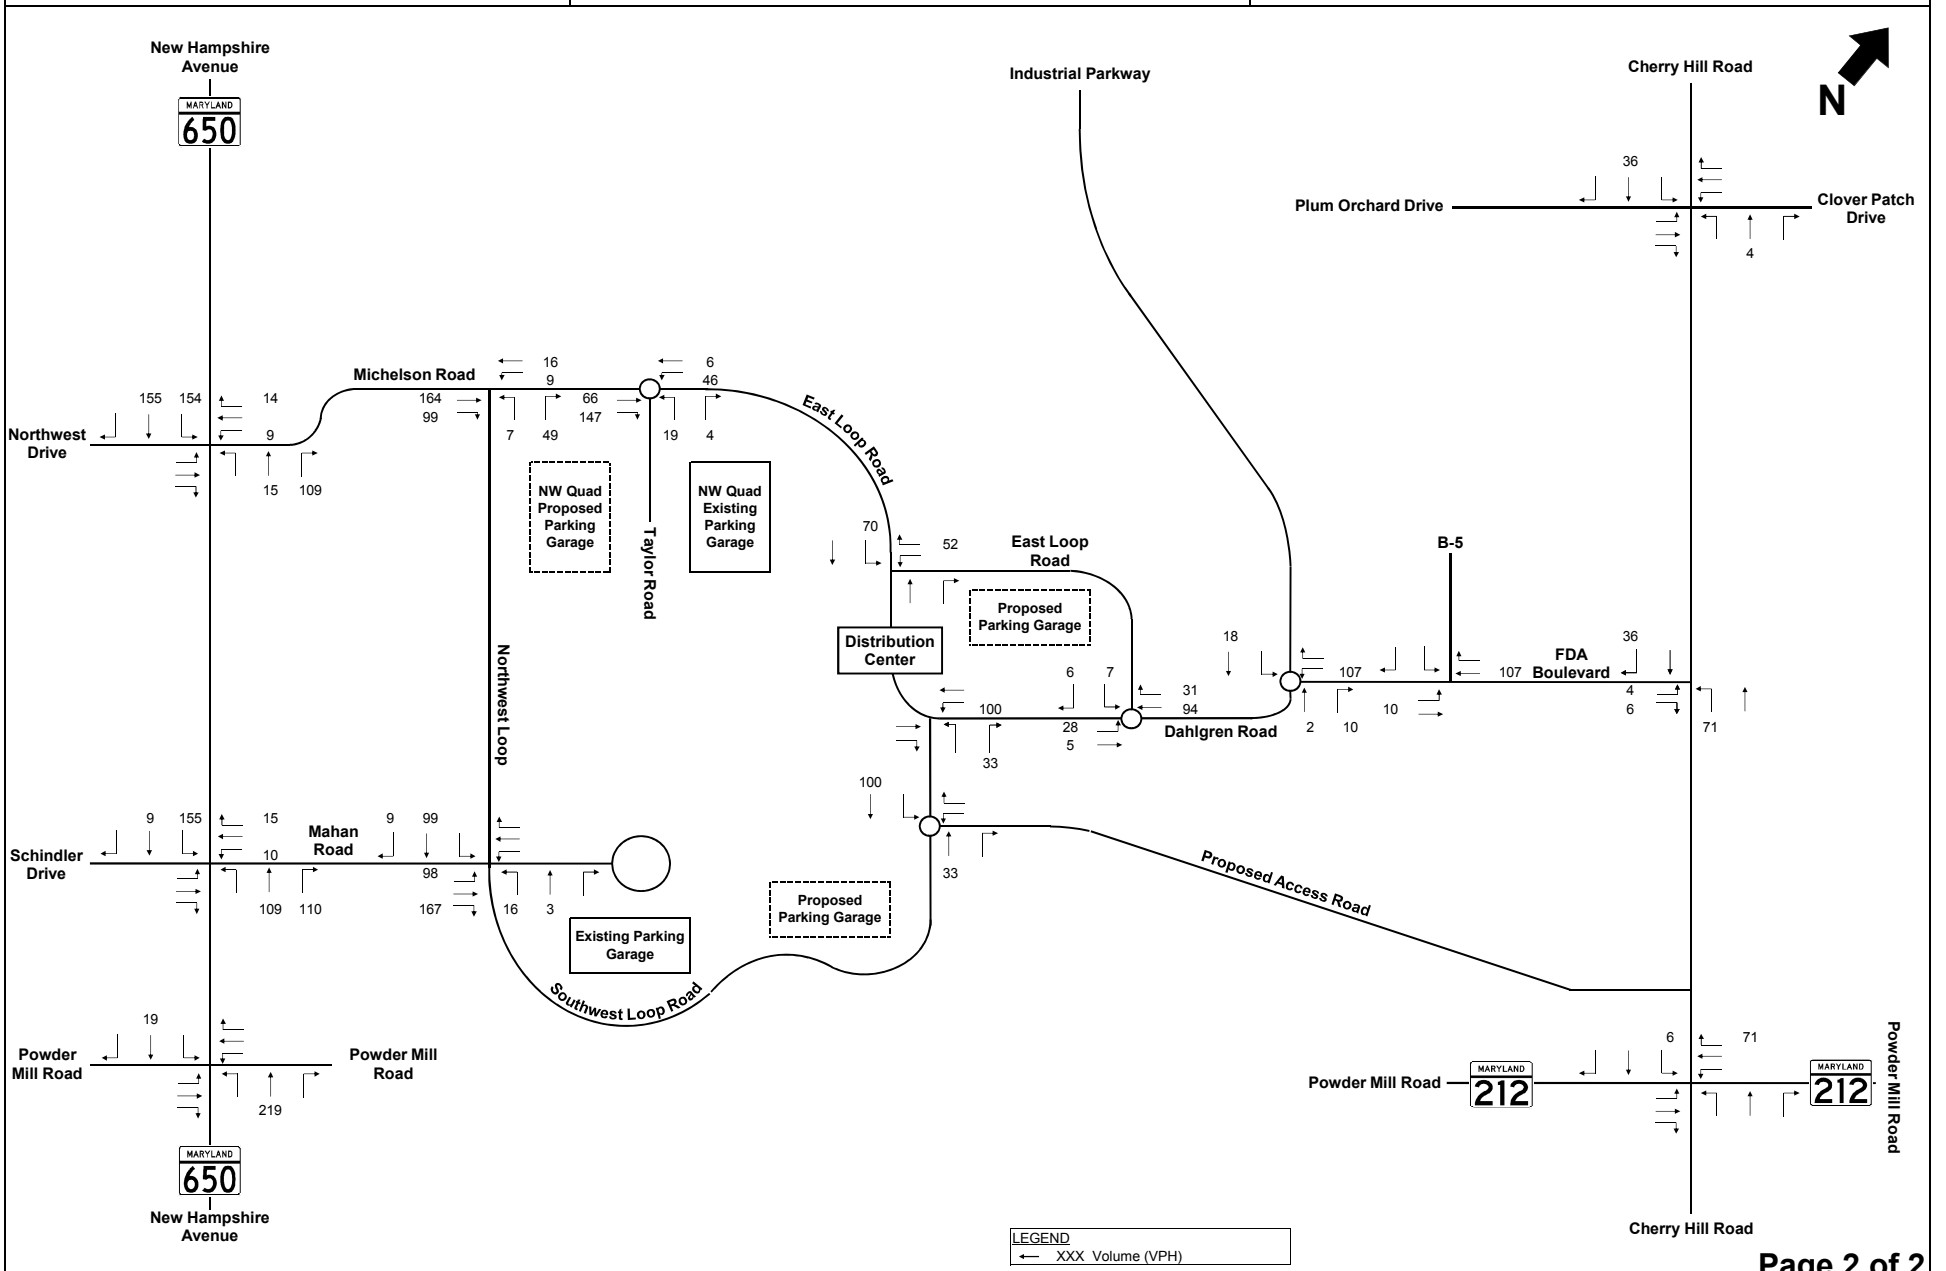 New Hampshire
Avenue
MARYLAND
650
Industrial Parkway
Cherry Hill Road
N
36
Plum Orchard Drive
Clover Patch
Drive
4
Michelson Road
16
9
6
46
164
99
66
147
7
49
19
4
155 154
14
Northwest
Drive
9
15 109
East Loop Road
NW Quad
Proposed
Parking
Garage
NW Quad
Existing
Parking
Garage
Taylor Road
70
52
East Loop
Road
B-5
Proposed
Parking Garage
Distribution
Center
Northwest Loop
6 7
31
94
100
28
5
Dahlgren Road
33
18
107
2 10
10
107
FDA
Boulevard
36
4
6
71
100
33
9 155
15
Mahan
Road
9 99
Schindler
Drive
10
109 110
98
167
16 3
Proposed
Parking Garage
Existing Parking
Garage
Proposed Access Road
Southwest Loop Road
19
Powder
Mill Road
Powder Mill
Road
219
6
71
Powder Mill Road
MARYLAND
212
MARYLAND
212
Powder Mill Road
MARYLAND
650
New Hampshire
Avenue
Cherry Hill Road
LEGEND
XXX Volume (VPH)
Page 2 of 2